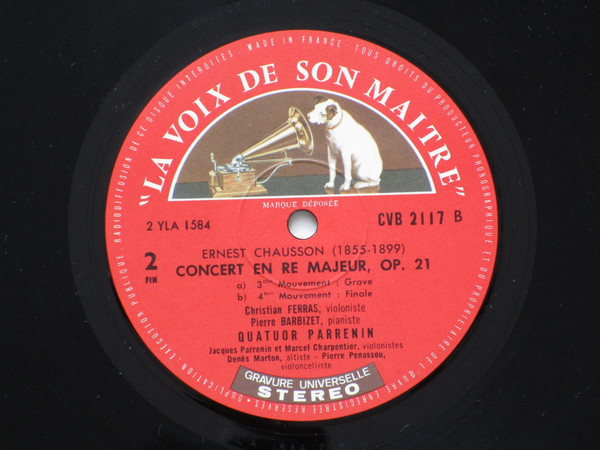 DUPLICATION - EXÉCUTION PUBLIQUE, RADIODIFFUSION DE CE DISQUE INTERDITES. MADE IN FRANCE. TOUS DROITS DU PRODUCTEUR PHONOGRAPHIQUE ET DU PROPRIETAIRE DE L'ŒUVRE ENREGISTRÉE RÉSERVÉS
"LA VOIX DE SON MAITRE"
MARQUE DÉPOSÉE
2 YLA 1584
CVB 2117 B
2
FIN
ERNEST CHAUSSON (1855-1899)
CONCERT EN RE MAJEUR, OP. 21
a) 3ème Mouvement : Grave
b) 4ème Mouvement : Finale
Christian FERRAS, violoniste
Pierre BARBIZET, pianiste
QUATUOR PARRENIN
Jacques Parrenin et Marcel Charpentier, violonistes
Denès Marton, altiste - Pierre Penassou,
violoncelliste
GRAVURE UNIVERSELLE
STEREO